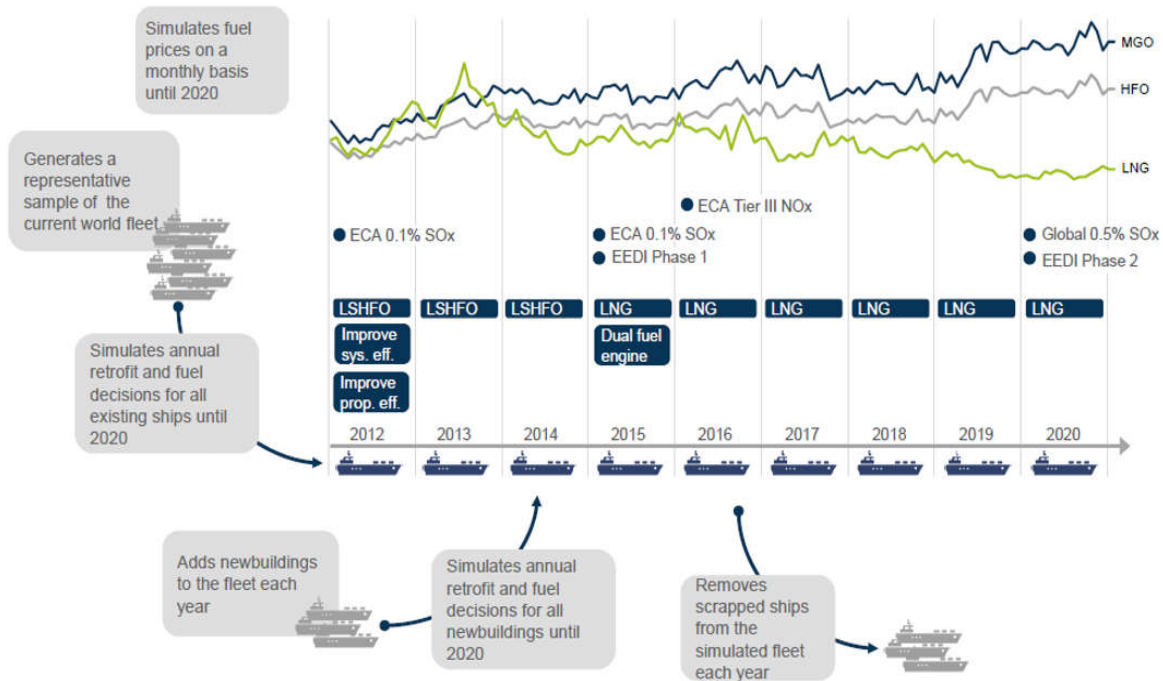 Simulates fuel
prices on a
monthly basis
until 2020
MGO
HFO
LNG
Generates a
representative
sample of the
current world fleet
ECA Tier III NOx
ECA 0.1% SOx
ECA 0.1% SOx
EEDI Phase 1
Global 0.5% SOx
EEDI Phase 2
LSHFO
LSHFO
LSHFO
LNG
LNG
LNG
LNG
LNG
LNG
Improve
sys. eff.
Dual fuel
engine
Improve
prop. eff.
Simulates annual
retrofit and fuel
decisions for all
existing ships until
2020
2012
2013
2014
2015
2016
2017
2018
2019
2020
Adds newbuildings
to the fleet each
year
Simulates annual
retrofit and fuel
decisions for all
newbuildings until
2020
Removes
scrapped ships
from the
simulated fleet
each year